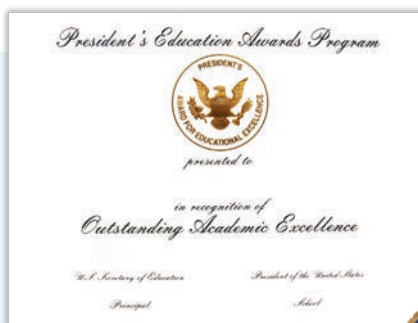 President's Education Awards Program
PRESIDENT'S
AWARD FOR EDUCATIONAL EXCELLENCE
presented to
in recognition of
Outstanding Academic Excellence
U.S. Secretary of Education President of the United States
Principal School